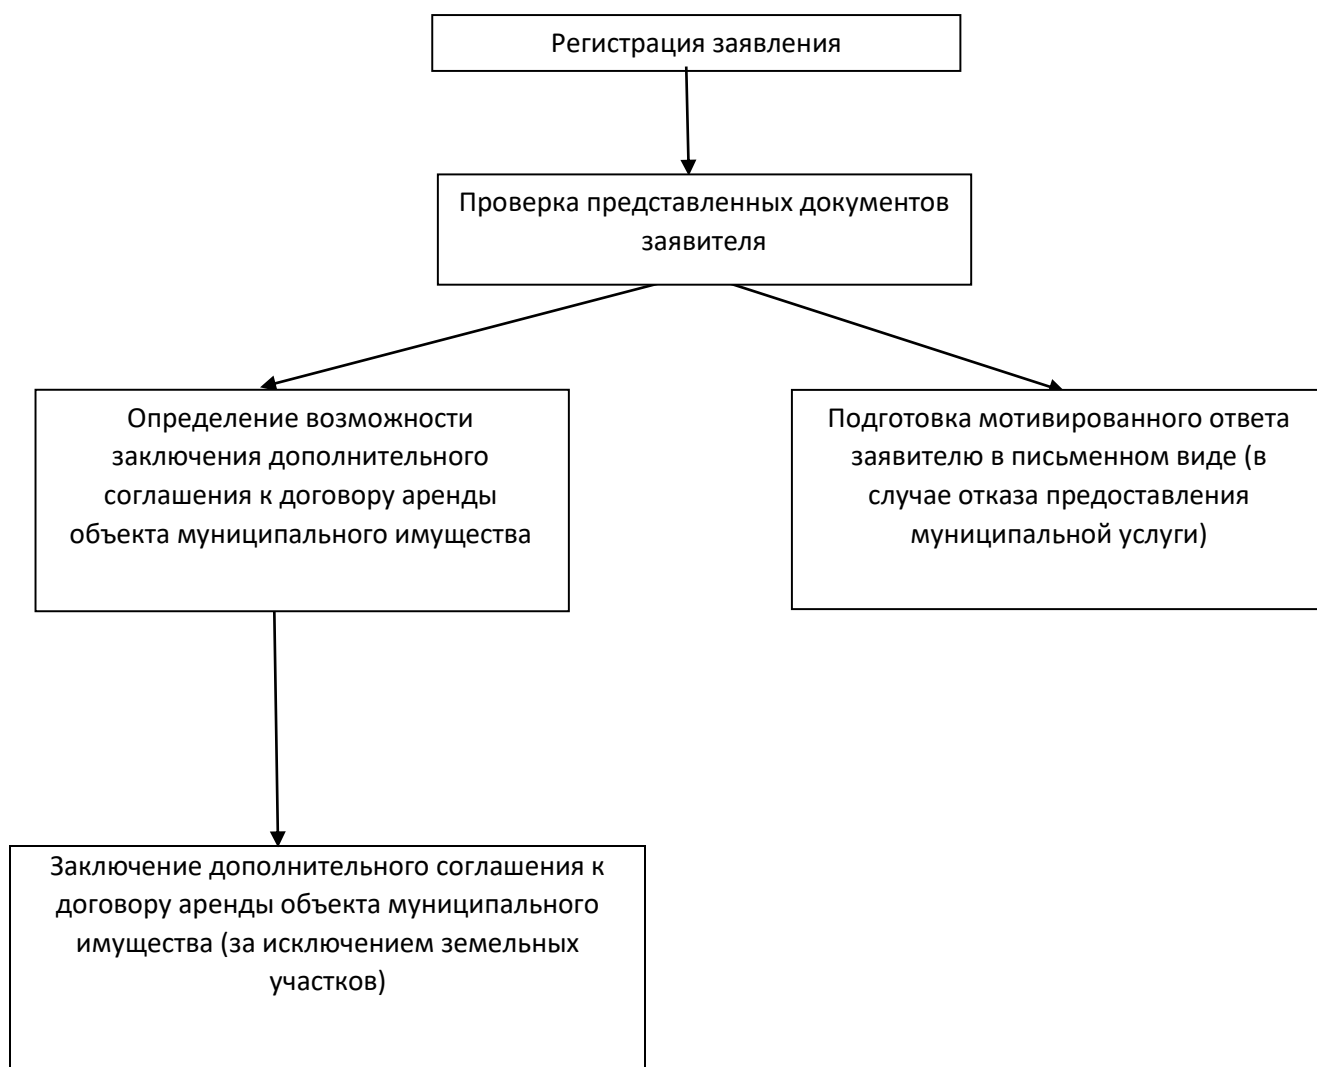 Регистрация заявления
Проверка представленных документов
заявителя
Определение возможности
заключения дополнительного
соглашения к договору аренды
объекта муниципального имущества
Подготовка мотивированного ответа
заявителю в письменном виде (в
случае отказа предоставления
муниципальной услуги)
Заключение дополнительного соглашения к
договору аренды объекта муниципального
имущества (за исключением земельных
участков)